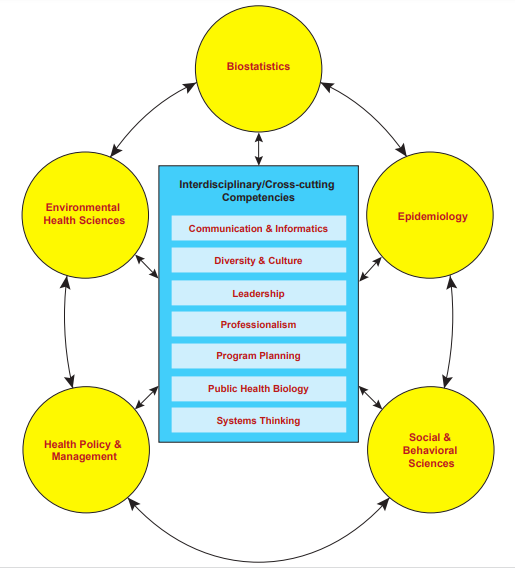 Biostatistics
Environmental
Health Sciences
Interdisciplinary/Cross-cutting
Competencies
Epidemiology
Communication & Informatics
Diversity & Culture
Leadership
Professionalism
Program Planning
Public Health Biology
Systems Thinking
Health Policy &
Management
Social &
Behavioral
Sciences